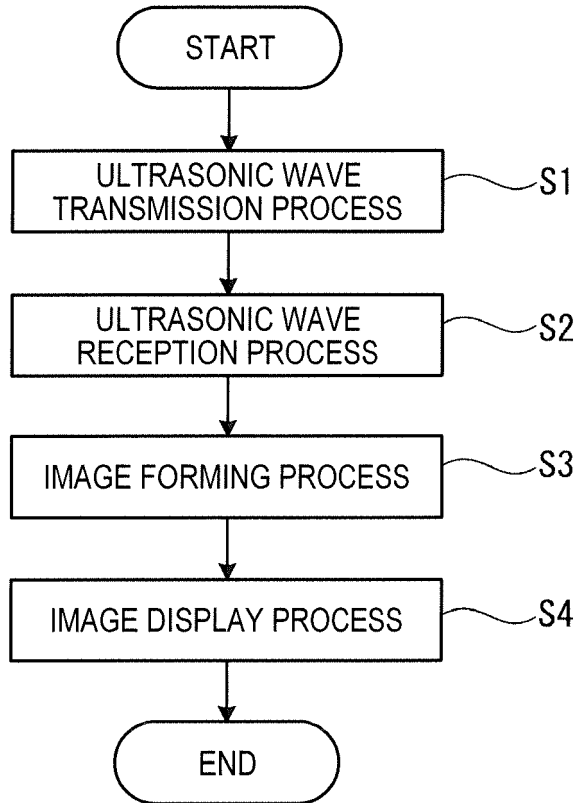 START
ULTRASONIC WAVE
TRANSMISSION PROCESS
S1
ULTRASONIC WAVE
RECEPTION PROCESS
S2
IMAGE FORMING PROCESS
S3
IMAGE DISPLAY PROCESS
S4
END